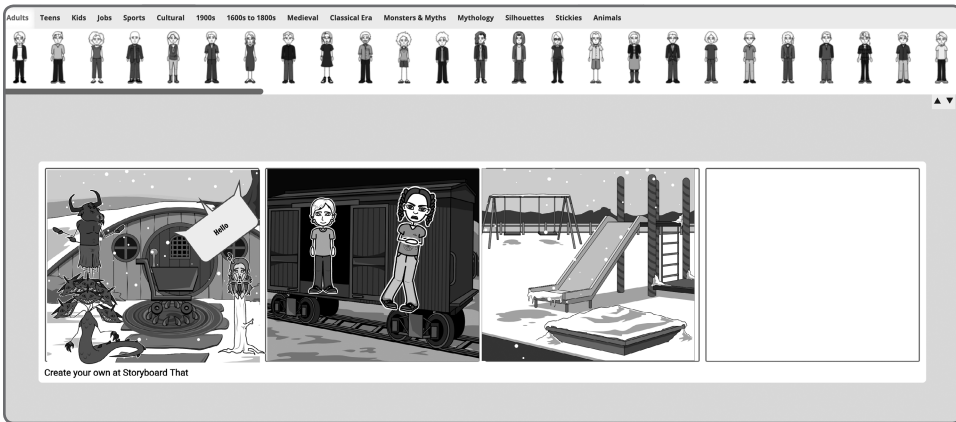 Adults Teens Kids Jobs Sports Cultural 1900s 1600s to 1800s Medieval Classical Era Monsters & Myths Mythology Silhouettes Stickies Animals
Hello
Create your own at Storyboard That